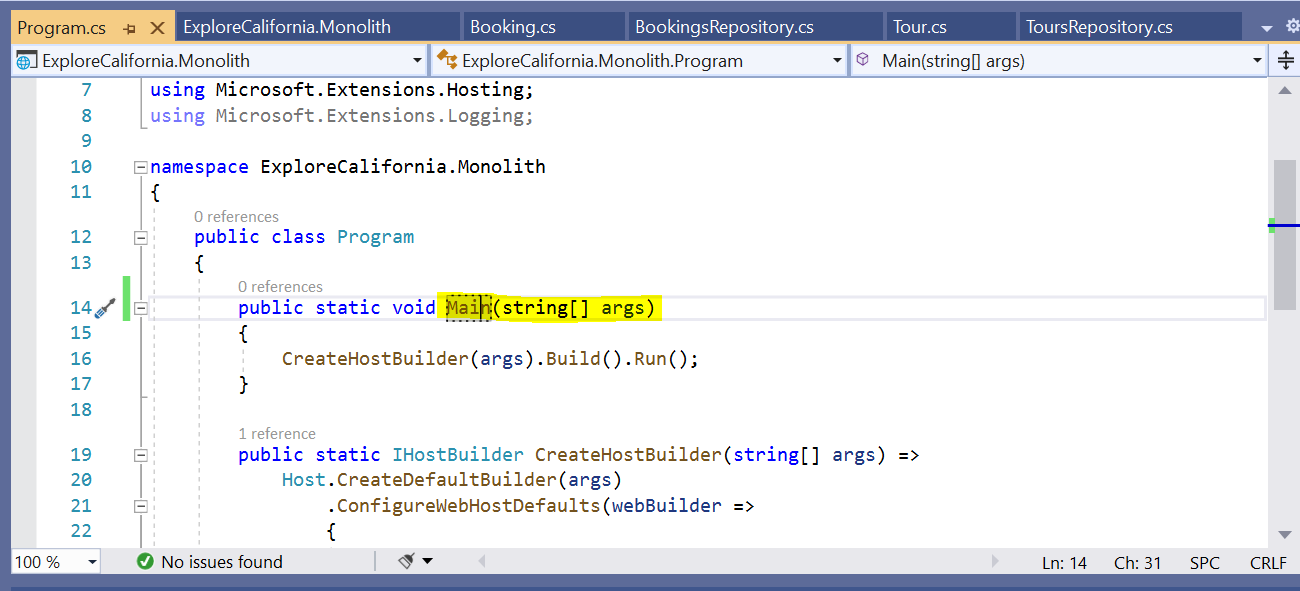 Program.cs ExploreCalifornia.Monolith Booking.cs BookingsRepository.cs Tour.cs ToursRepository.cs
ExploreCalifornia.Monolith ExploreCalifornia.Monolith.Program Main(string[] args)
7 using Microsoft.Extensions.Hosting;
8 using Microsoft.Extensions.Logging;
9
10 namespace ExploreCalifornia.Monolith
11 {
0 references
12 public class Program
13 {
0 references
14 public static void Main(string[] args)
15 {
16 CreateHostBuilder(args).Build().Run();
17 }
18
1 reference
19 public static IHostBuilder CreateHostBuilder(string[] args) =>
20 Host.CreateDefaultBuilder(args)
21 .ConfigureWebHostDefaults(webBuilder =>
22 {
100 % No issues found Ln: 14 Ch: 31 SPC CRLF